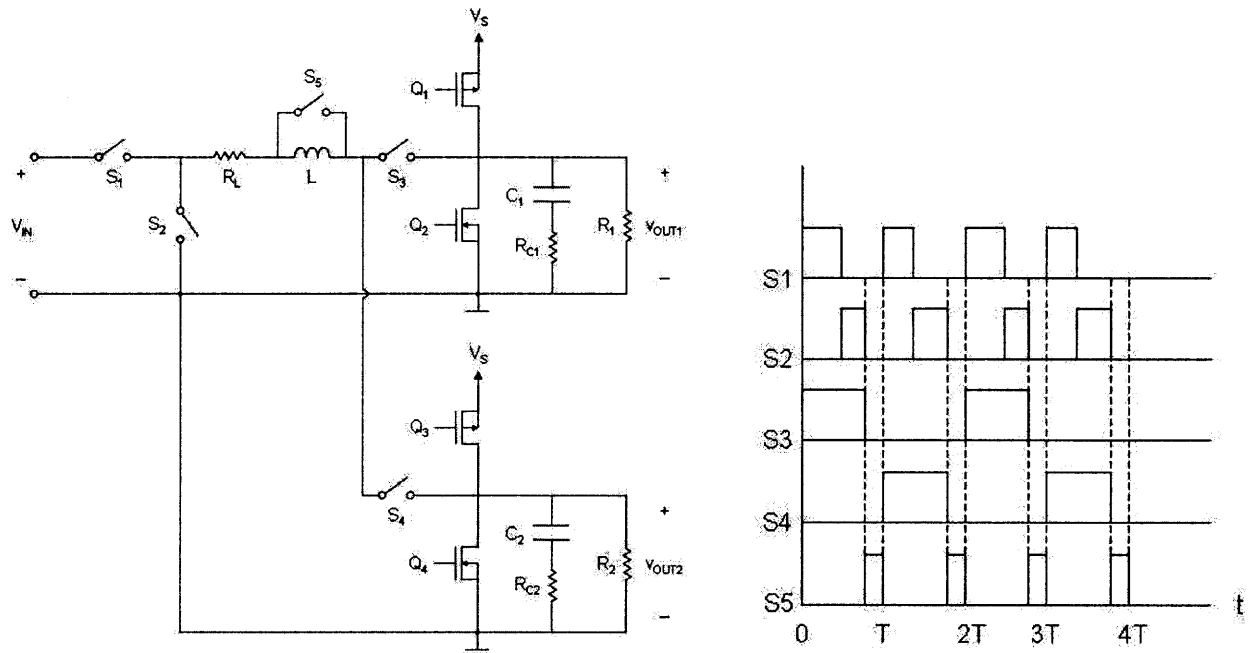 V_S
Q_1
S_5
S_1
R_L
L
S_3
+
V_IN
−
S_2
Q_2
C_1
R_C1
R_1
+
V_OUT1
−
V_S
Q_3
S_4
Q_4
C_2
R_C2
R_2
+
V_OUT2
−
S1
S2
S3
S4
S5
t
0 T 2T 3T 4T